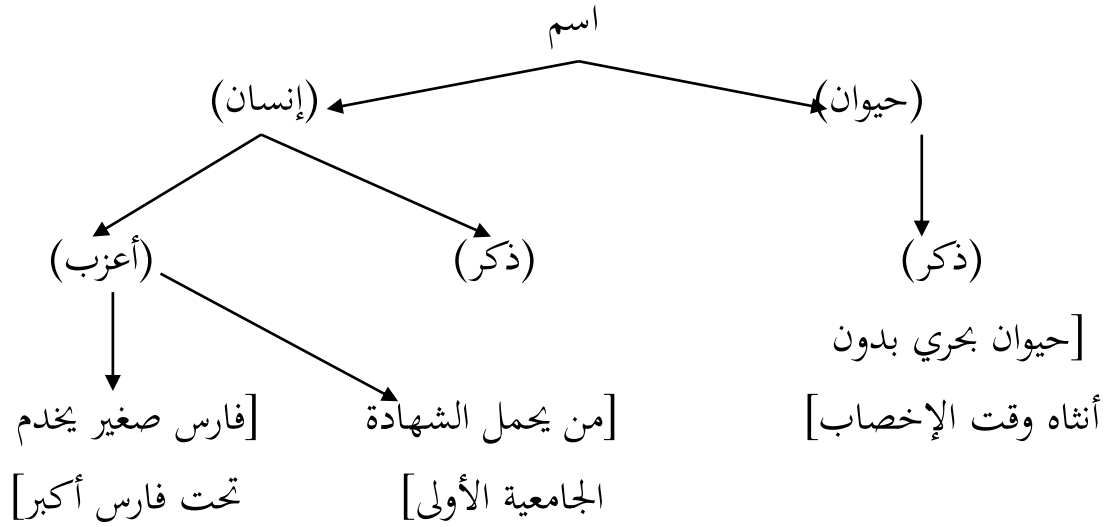 اسم
(حيوان)
(إنسان)
(ذكر)
(ذكر)
(أعزب)
[حيوان بحري بدون
أنثاه وقت الإخصاب]
[من يحمل الشهادة
الجامعية الأولى]
[فارس صغير يخدم
تحت فارس أكبر]